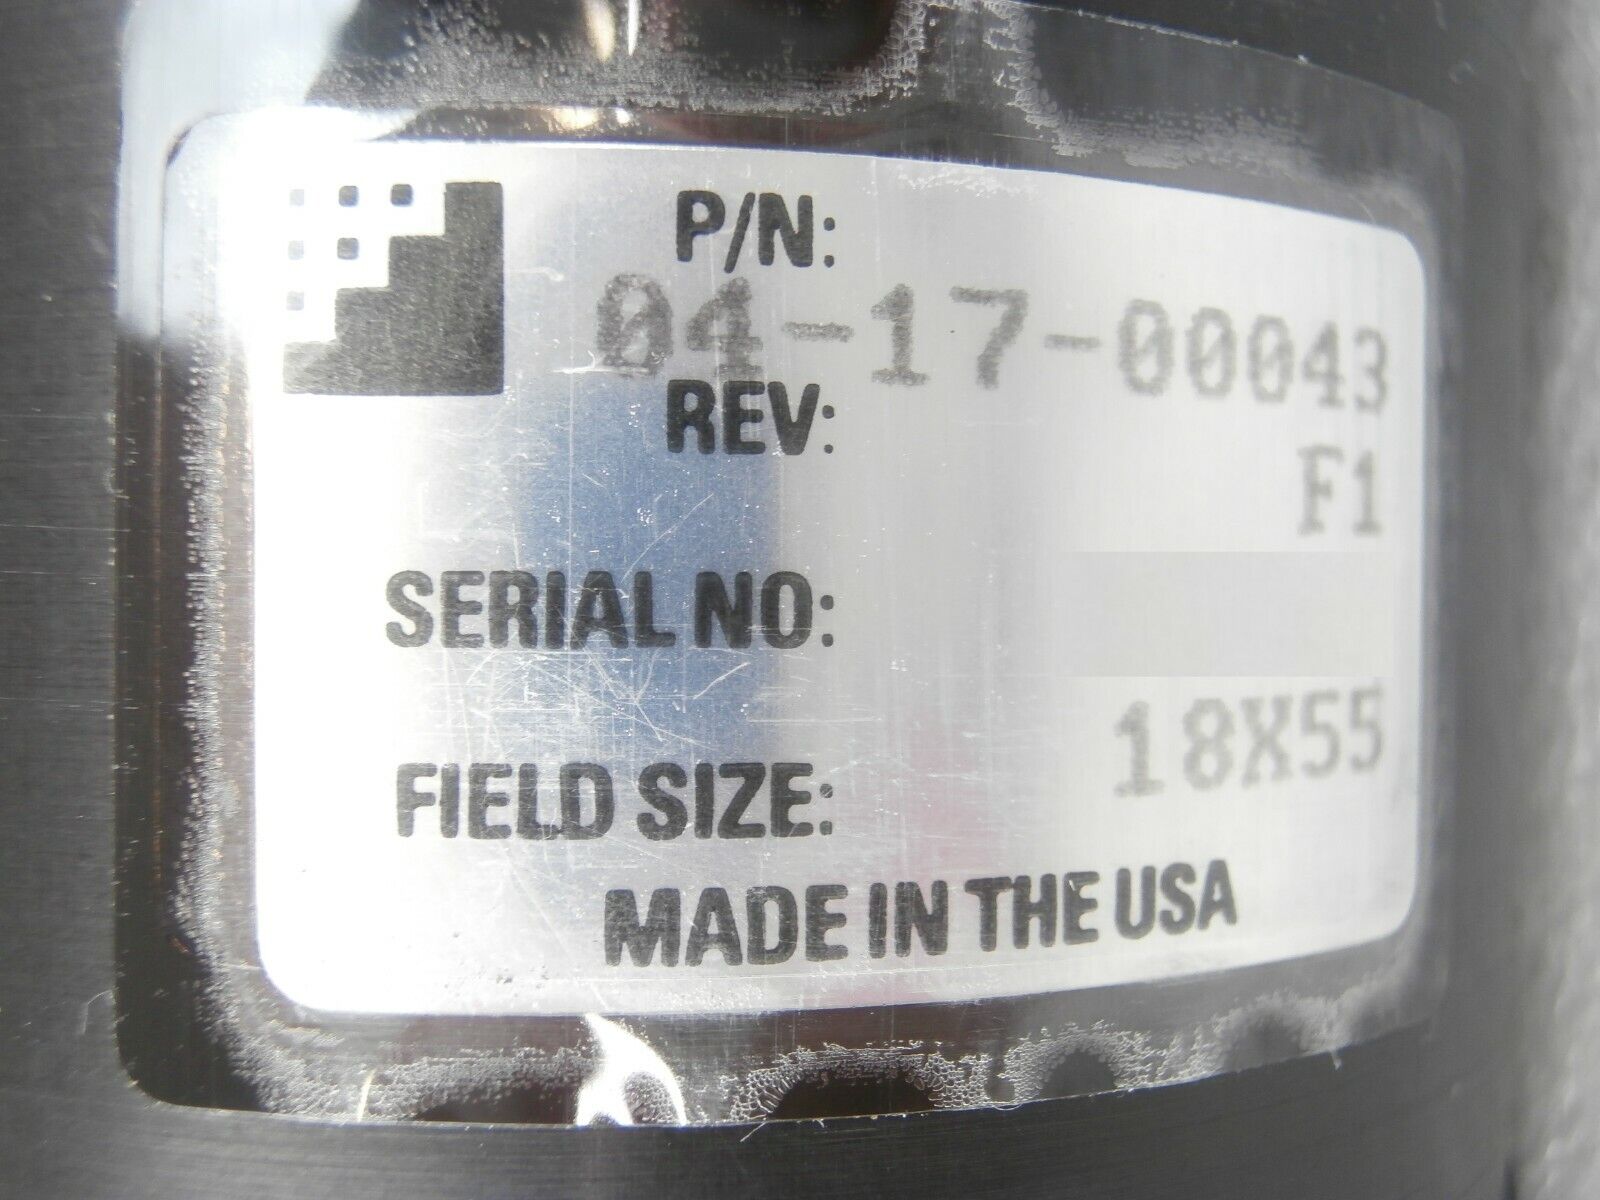 P/N:
04-17-00043
REV:
F1
SERIAL NO:
18X55
FIELD SIZE:
MADE IN THE USA